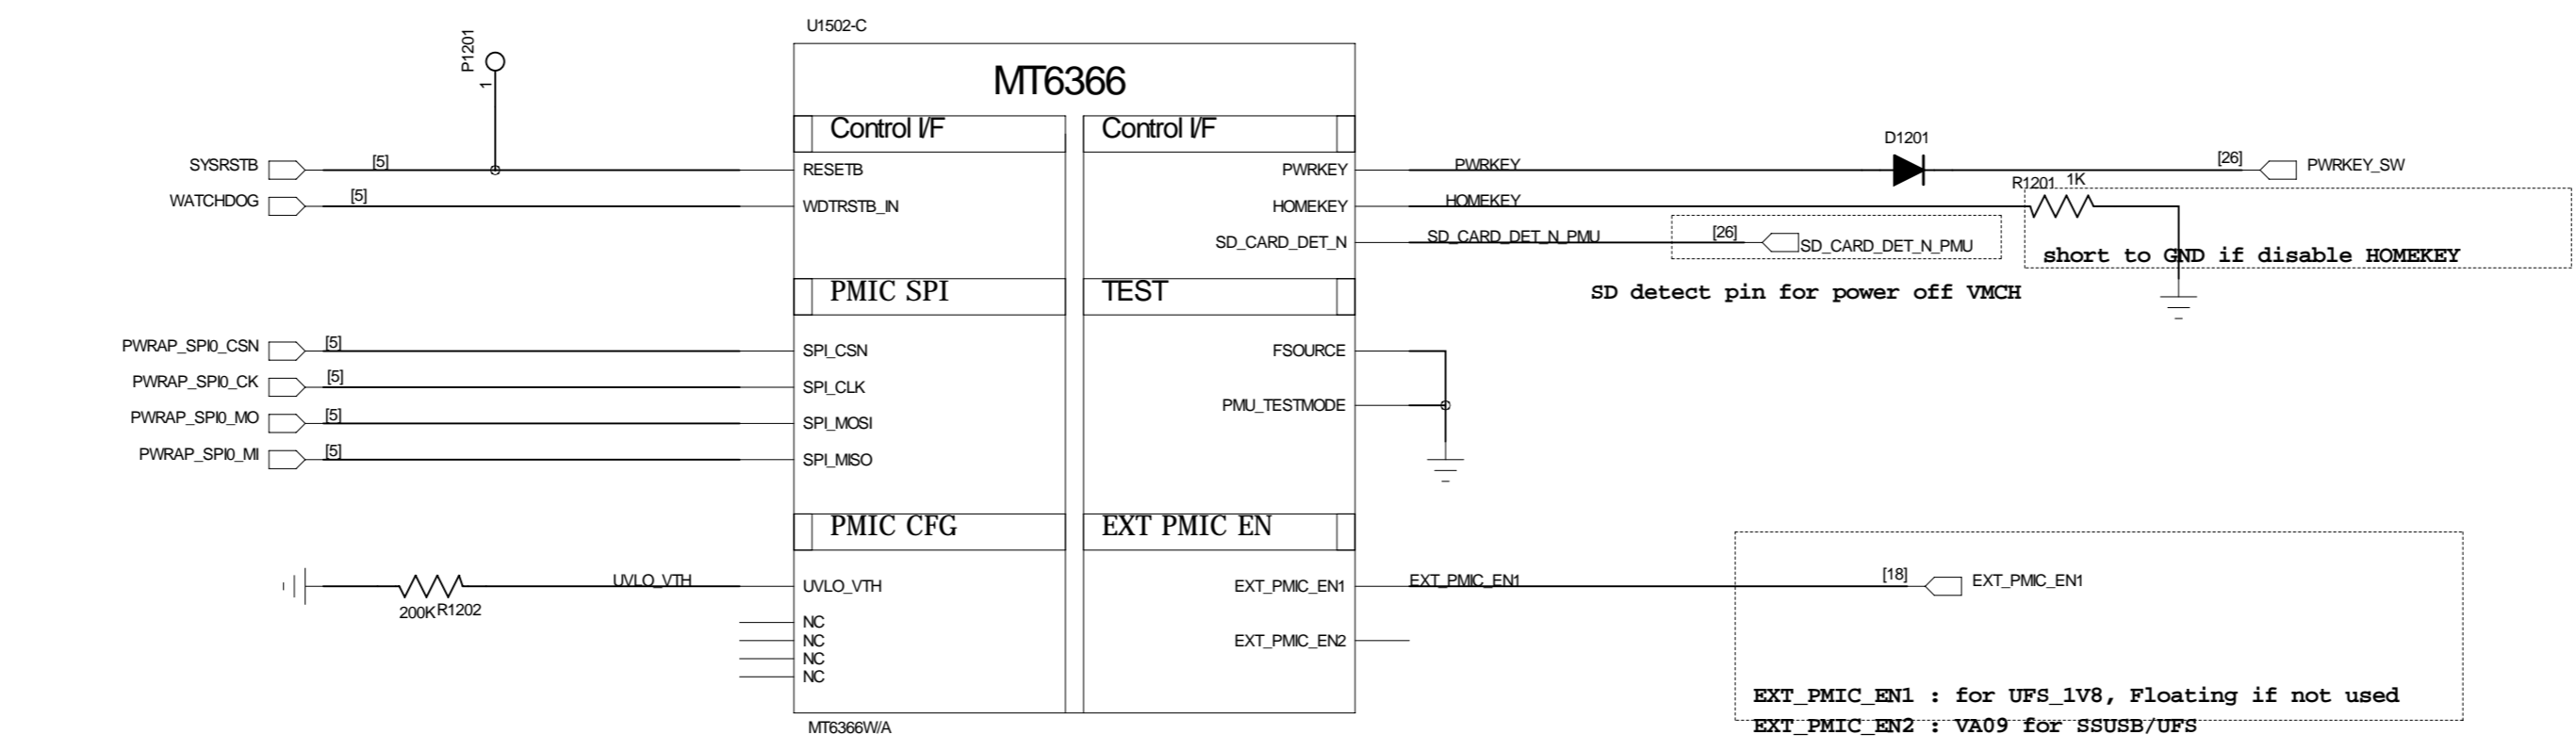 U1502-C
MT6366
P1201
1
Control I/F
Control I/F
D1201
SYSRSTB
[5]
RESETB
PWRKEY
PWRKEY
[26]
PWRKEY_SW
WATCHDOG
[5]
WDTRSTB_IN
HOMEKEY
HOMEKEY
R1201
1K
SD_CARD_DET_N
SD_CARD_DET_N_PMU
[26]
SD_CARD_DET_N_PMU
short to GND if disable HOMEKEY
SD detect pin for power off VMCH
PMIC SPI
TEST
PWRAP_SPI0_CSN
[5]
SPI_CSN
FSOURCE
PWRAP_SPI0_CK
[5]
SPI_CLK
PWRAP_SPI0_MO
[5]
SPI_MOSI
PMU_TESTMODE
PWRAP_SPI0_MI
[5]
SPI_MISO
PMIC CFG
EXT PMIC EN
200K
R1202
UVLO_VTH
UVLO_VTH
EXT_PMIC_EN1
EXT_PMIC_EN1
[18]
EXT_PMIC_EN1
NC
NC
NC
NC
EXT_PMIC_EN2
EXT_PMIC_EN1 : for UFS_1V8, Floating if not used
EXT_PMIC_EN2 : VA09 for SSUSB/UFS
MT6366W/A